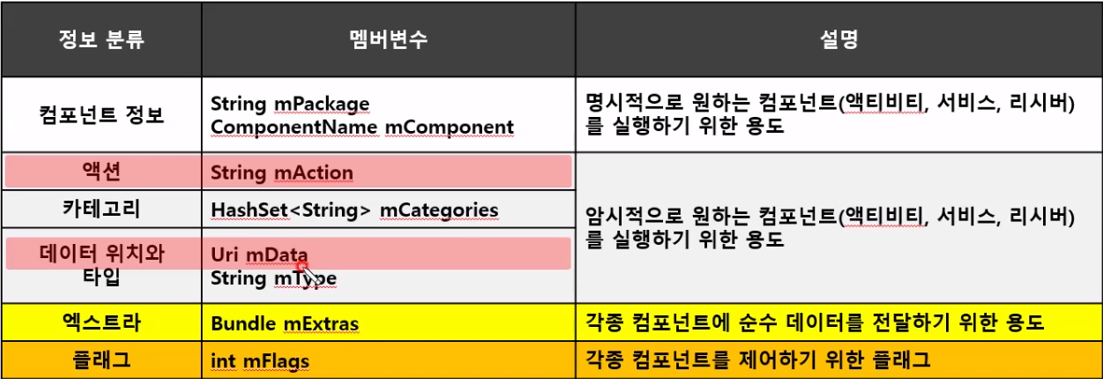 정보 분류
멤버변수
설명
컴포넌트 정보
String mPackage
ComponentName mComponent
명시적으로 원하는 컴포넌트(액티비티, 서비스, 리시버)
를 실행하기 위한 용도
액션
String mAction
카테고리
HashSet<String> mCategories
데이터 위치와
타입
Uri mData
String mType
암시적으로 원하는 컴포넌트(액티비티, 서비스, 리시버)
를 실행하기 위한 용도
엑스트라
Bundle mExtras
각종 컴포넌트에 순수 데이터를 전달하기 위한 용도
플래그
int mFlags
각종 컴포넌트를 제어하기 위한 플래그